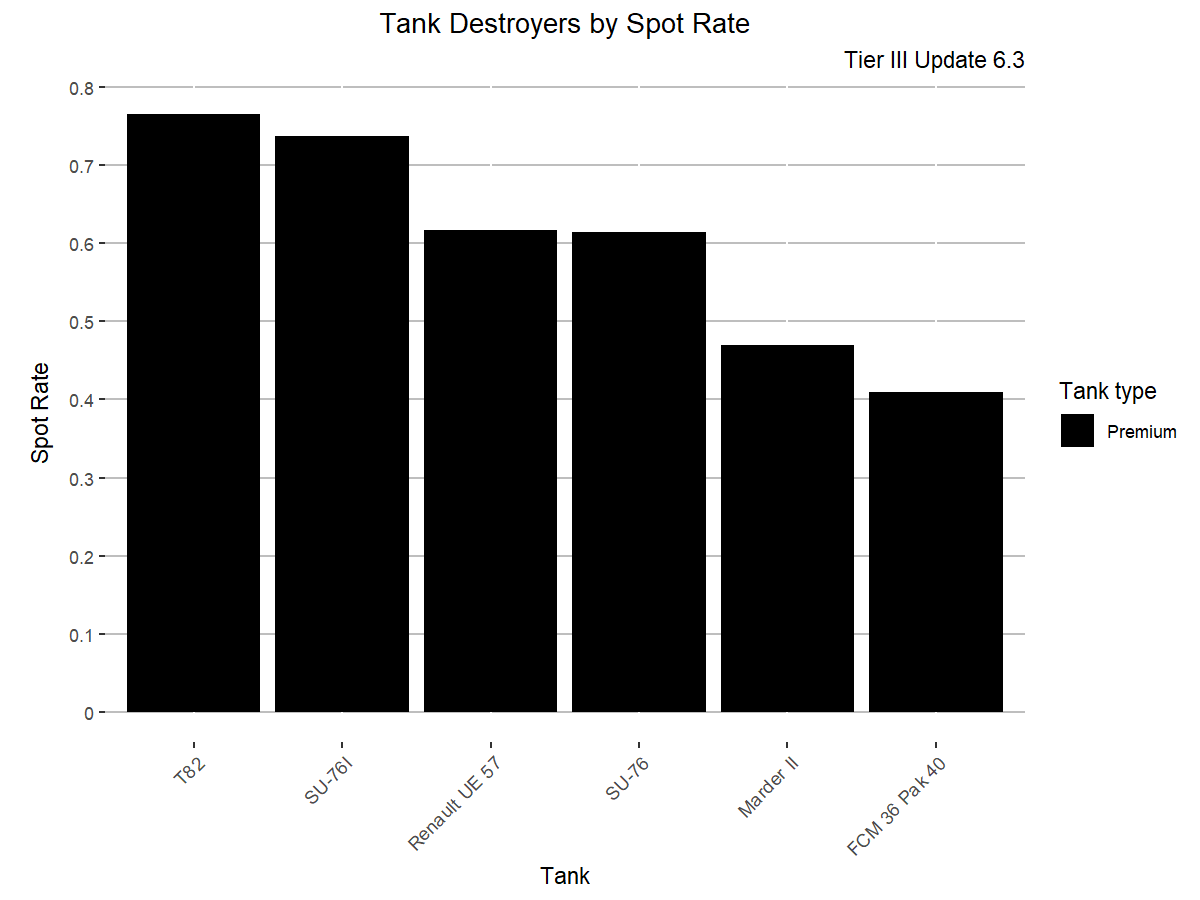 Tank Destroyers by Spot Rate
Tier III Update 6.3
Spot Rate
0.8
0.7
0.6
0.5
0.4
0.3
0.2
0.1
0
T82
SU-76I
Renault UE 57
SU-76
Marder II
FCM 36 Pak 40
Tank
Tank type
Premium